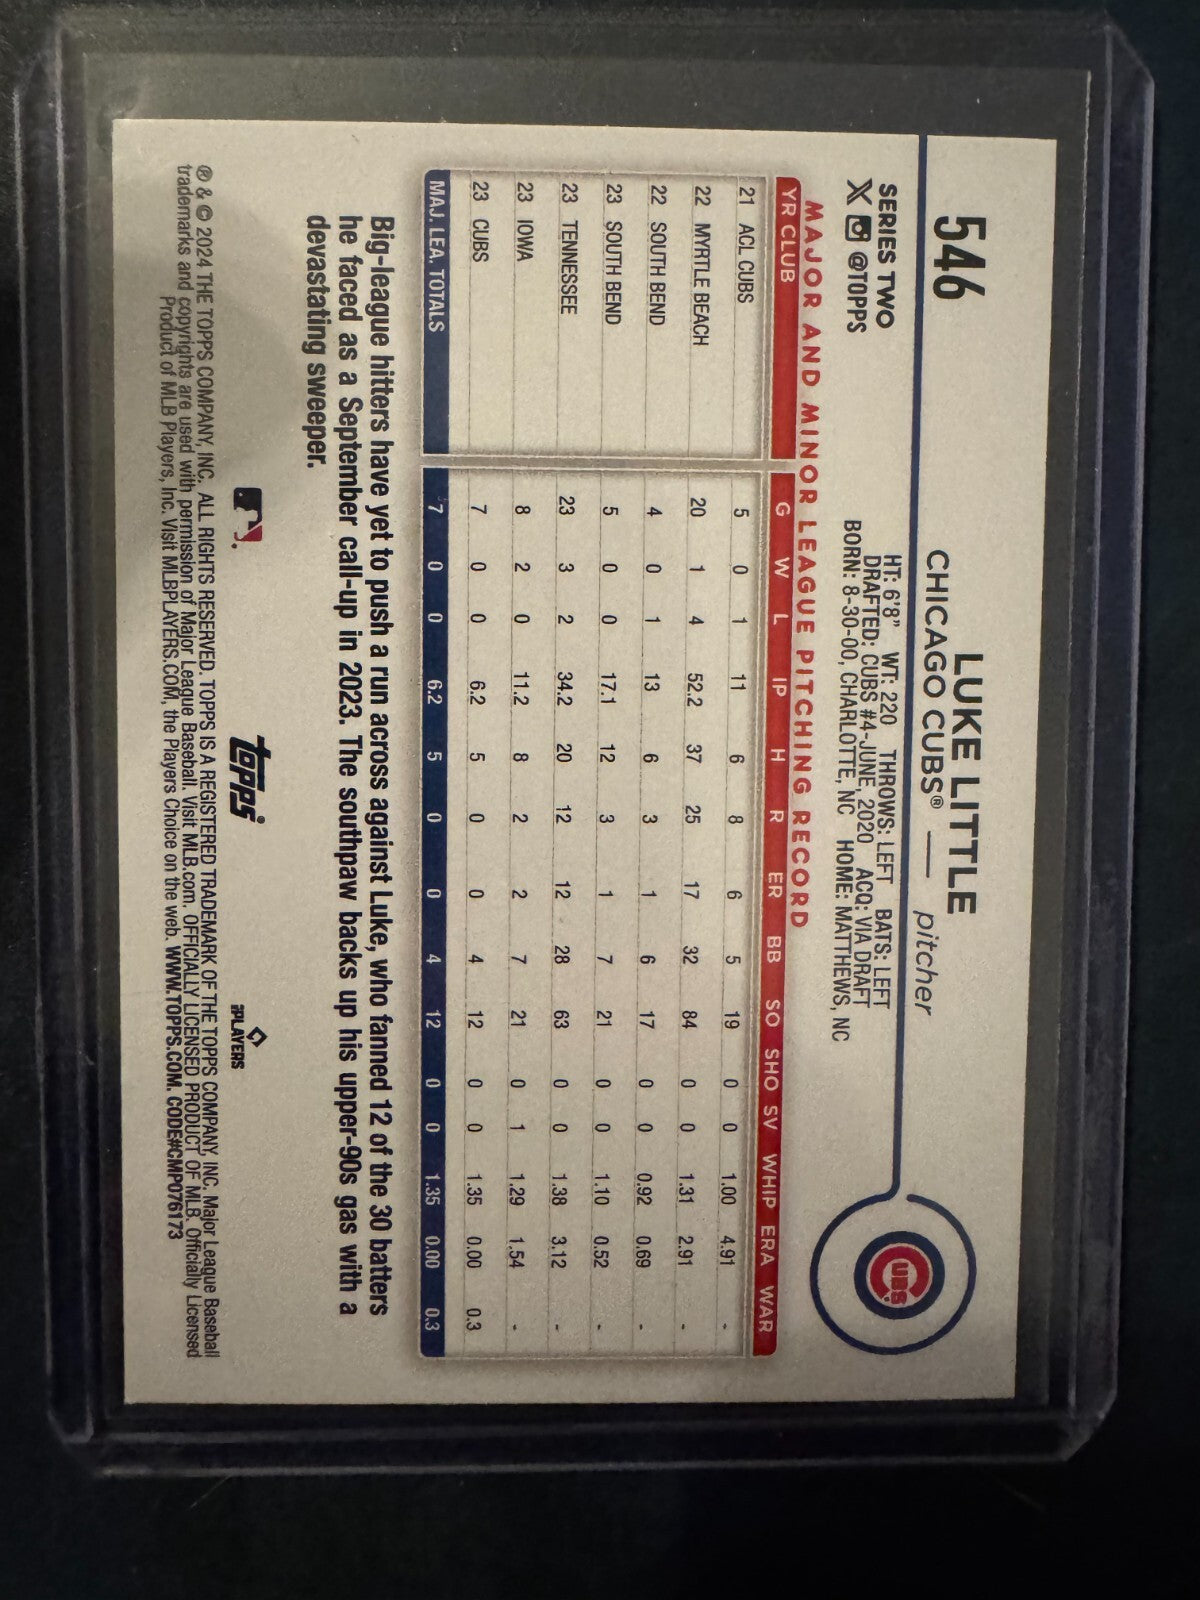 546
LUKE LITTLE
CHICAGO CUBS® — pitcher
SERIES TWO
@TOPPS
HT: 6'8" WT: 220 THROWS: LEFT BATS: LEFT
DRAFTED: CUBS #4-JUNE, 2020 ACQ: VIA DRAFT
BORN: 8-30-00, CHARLOTTE, NC HOME: MATTHEWS, NC
CUBS
MAJOR AND MINOR LEAGUE PITCHING RECORD
YR CLUB G W L IP H R ER BB SO SHO SV WHIP ERA WAR
21 ACL CUBS 5 0 1 11 6 8 6 5 19 0 0 1.00 4.91 -
22 MYRTLE BEACH 20 1 4 52.2 37 25 17 32 84 0 0 1.31 2.91 -
22 SOUTH BEND 4 0 1 13 6 3 1 6 17 0 0 0.92 0.69 -
23 SOUTH BEND 5 0 0 17.1 12 3 1 7 21 0 0 1.10 0.52 -
23 TENNESSEE 23 3 2 34.2 20 12 12 28 63 0 0 1.38 3.12 -
23 IOWA 8 2 0 11.2 8 2 2 7 21 0 1 1.29 1.54 -
23 CUBS 7 0 0 6.2 5 0 0 4 12 0 0 1.35 0.00 0.3
MAJ. LEA. TOTALS 7 0 0 6.2 5 0 0 4 12 0 0 1.35 0.00 0.3
Big-league hitters have yet to push a run across against Luke, who fanned 12 of the 30 batters
he faced as a September call-up in 2023. The southpaw backs up his upper-90s gas with a
devastating sweeper.
topps
PLAYERS
® & © 2024 THE TOPPS COMPANY, INC. ALL RIGHTS RESERVED. TOPPS IS A REGISTERED TRADEMARK OF THE TOPPS COMPANY, INC. Major League Baseball
trademarks and copyrights are used with permission of Major League Baseball. Visit MLB.com. OFFICIALLY LICENSED PRODUCT OF MLB. Officially Licensed
Product of MLB Players, Inc. Visit MLBPLAYERS.COM, the Players Choice on the web. WWW.TOPPS.COM. CODE#CMP076173